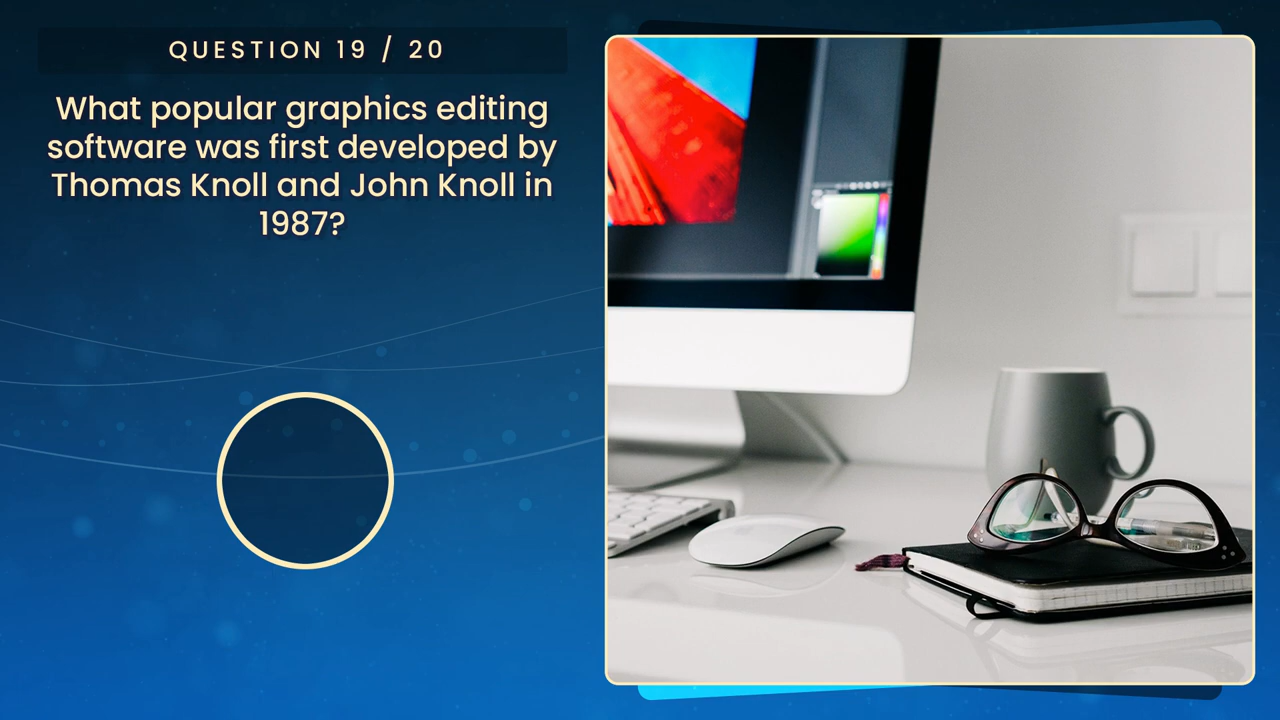 QUESTION 19 / 20
What popular graphics editing
software was first developed by
Thomas Knoll and John Knoll in
1987?